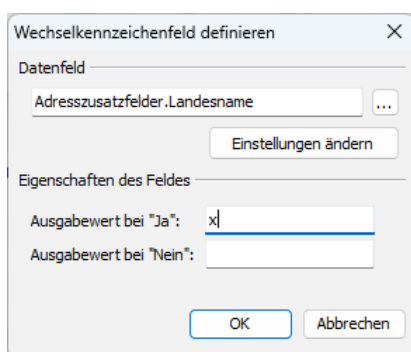 Wechselkennzeichenfeld definieren
Datenfeld
Adresszusatzfelder.Landesname
...
Einstellungen ändern
Eigenschaften des Feldes
Ausgabewert bei "Ja": x
Ausgabewert bei "Nein":
OK Abbrechen